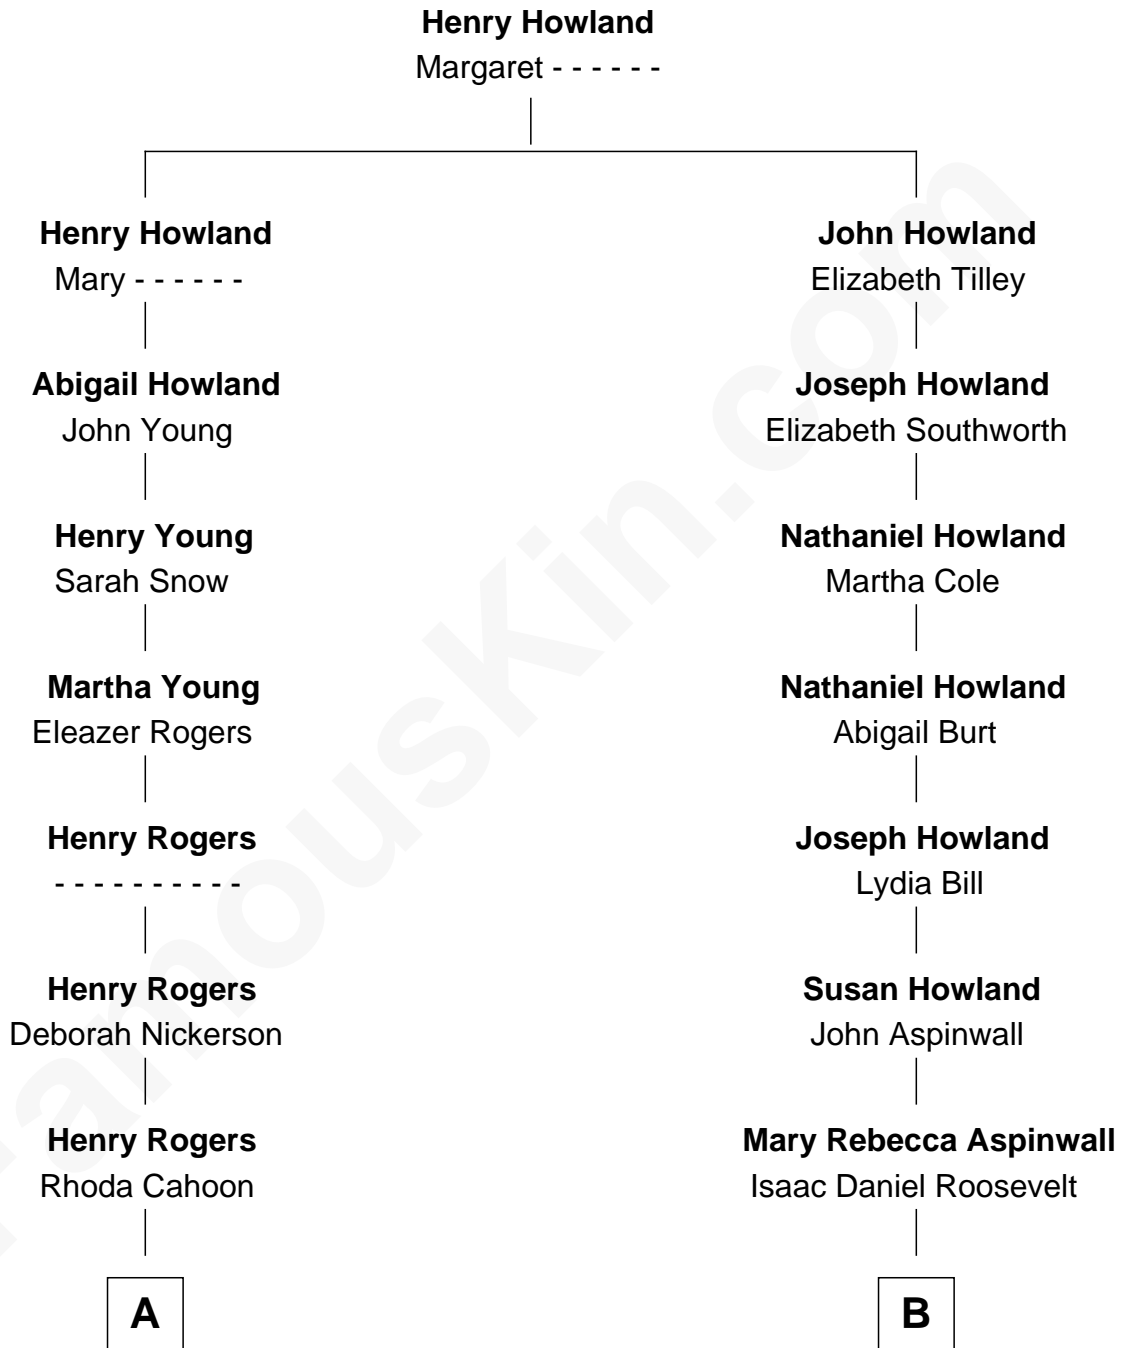 Henry Howland
Margaret - - - - - -
Henry Howland
Mary - - - - - -
Abigail Howland
John Young
Henry Young
Sarah Snow
Martha Young
Eleazer Rogers
Henry Rogers
- - - - - - - - - -
Henry Rogers
Deborah Nickerson
Henry Rogers
Rhoda Cahoon
A
John Howland
Elizabeth Tilley
Joseph Howland
Elizabeth Southworth
Nathaniel Howland
Martha Cole
Nathaniel Howland
Abigail Burt
Joseph Howland
Lydia Bill
Susan Howland
John Aspinwall
Mary Rebecca Aspinwall
Isaac Daniel Roosevelt
B
FamousKin.com